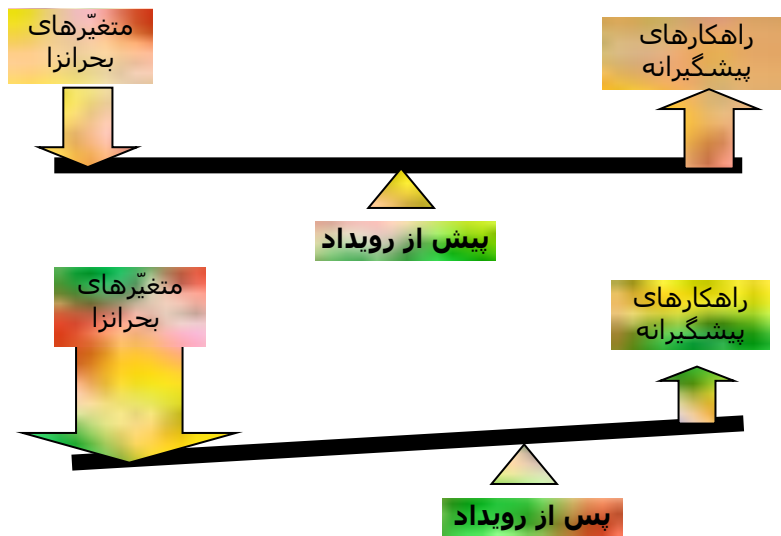 متغیّرهای
بحرانزا
راهکارهای
پیشگیرانه
پیش از رویداد
متغیّرهای
بحرانزا
راهکارهای
پیشگیرانه
پس از رویداد